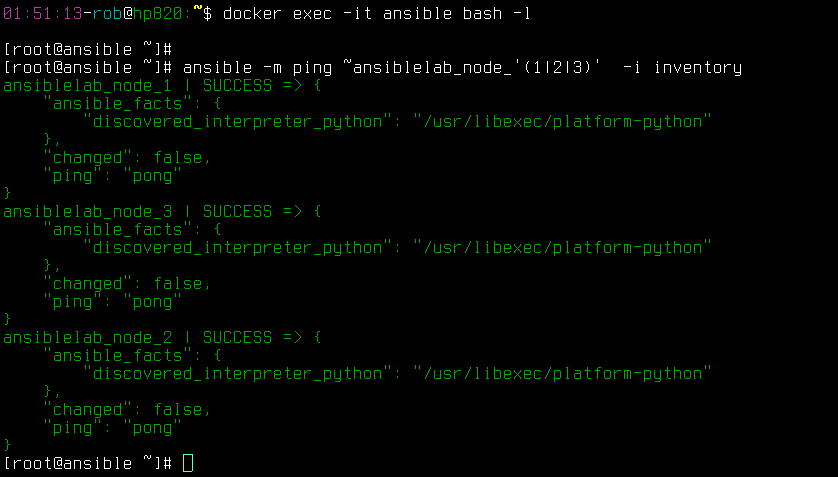 01:51:13-rob@hp820:~$ docker exec -it ansible bash -l

[root@ansible ~]#
[root@ansible ~]# ansible -m ping ~ansiblelab_node_'(1|2|3)'  -i inventory
ansiblelab_node_1 | SUCCESS => {
    "ansible_facts": {
        "discovered_interpreter_python": "/usr/libexec/platform-python"
    },
    "changed": false,
    "ping": "pong"
}
ansiblelab_node_3 | SUCCESS => {
    "ansible_facts": {
        "discovered_interpreter_python": "/usr/libexec/platform-python"
    },
    "changed": false,
    "ping": "pong"
}
ansiblelab_node_2 | SUCCESS => {
    "ansible_facts": {
        "discovered_interpreter_python": "/usr/libexec/platform-python"
    },
    "changed": false,
    "ping": "pong"
}
[root@ansible ~]#